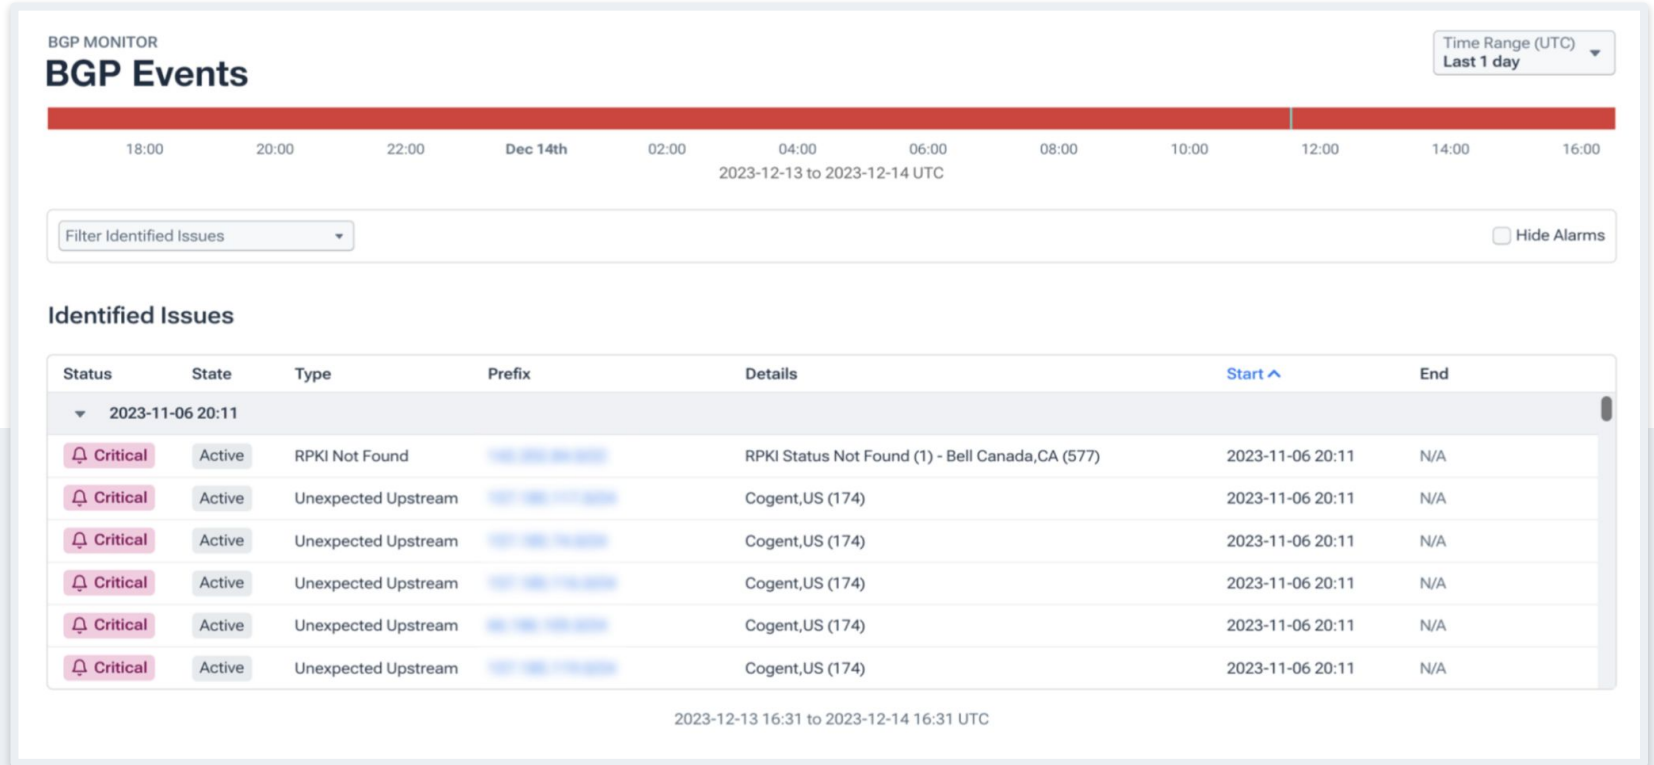 BGP MONITOR
BGP Events
Time Range (UTC)
Last 1 day
18:00 20:00 22:00 Dec 14th 02:00 04:00 06:00 08:00 10:00 12:00 14:00 16:00
2023-12-13 to 2023-12-14 UTC
Filter Identified Issues
Hide Alarms
Identified Issues
Status State Type Prefix Details Start End
2023-11-06 20:11
Critical Active RPKI Not Found RPKI Status Not Found (1) - Bell Canada,CA (577) 2023-11-06 20:11 N/A
Critical Active Unexpected Upstream Cogent,US (174) 2023-11-06 20:11 N/A
Critical Active Unexpected Upstream Cogent,US (174) 2023-11-06 20:11 N/A
Critical Active Unexpected Upstream Cogent,US (174) 2023-11-06 20:11 N/A
Critical Active Unexpected Upstream Cogent,US (174) 2023-11-06 20:11 N/A
Critical Active Unexpected Upstream Cogent,US (174) 2023-11-06 20:11 N/A
2023-12-13 16:31 to 2023-12-14 16:31 UTC